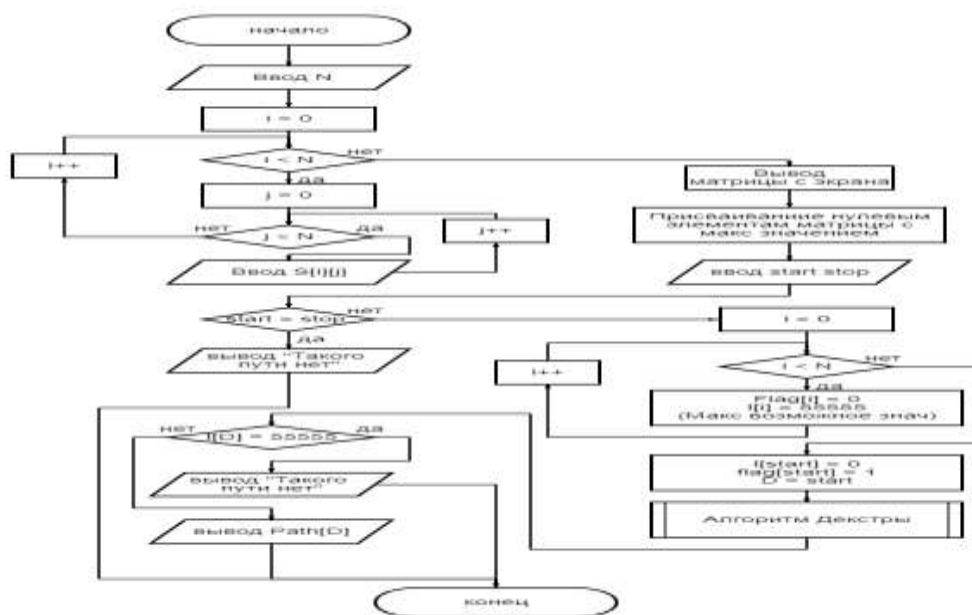 начало
Ввод N
i = 0
i < N
нет
да
i++
j = 0
j < N
нет
да
j++
Ввод S[i][j]
Вывод
матрицы с экрана
Присваиваниие нулевым
элементам матрицы с
макс значением
ввод start stop
start = stop
нет
да
вывод "Такого
пути нет"
i = 0
i < N
нет
да
i++
Flag[i] = 0
l[i] = 55555
(Макс возможное знач)
l[start] = 0
flag[start] = 1
D = start
Алгоритм Декстры
l[D] = 55555
нет
да
вывод "Такого
пути нет"
вывод Path[D]
конец